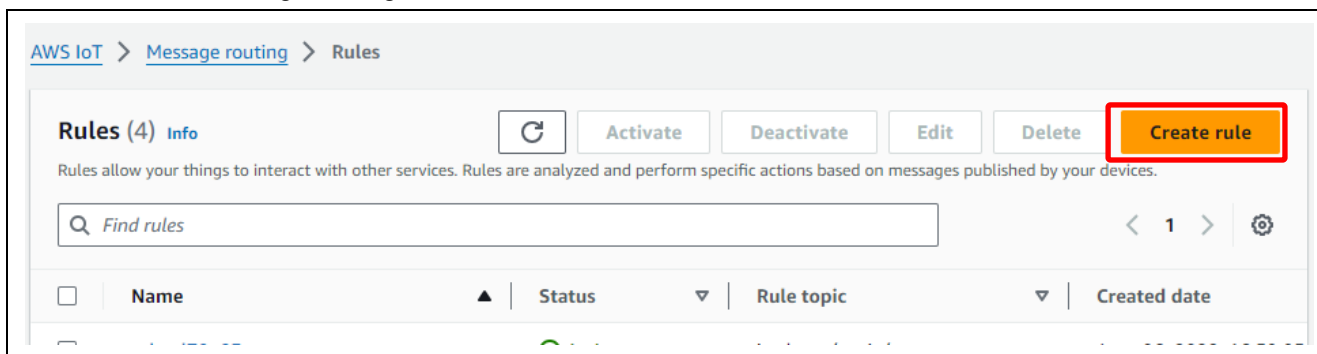 AWS IoT > Message routing > Rules
Rules (4) Info
Activate
Deactivate
Edit
Delete
Create rule
Rules allow your things to interact with other services. Rules are analyzed and perform specific actions based on messages published by your devices.
Find rules
< 1 >
Name
Status
Rule topic
Created date